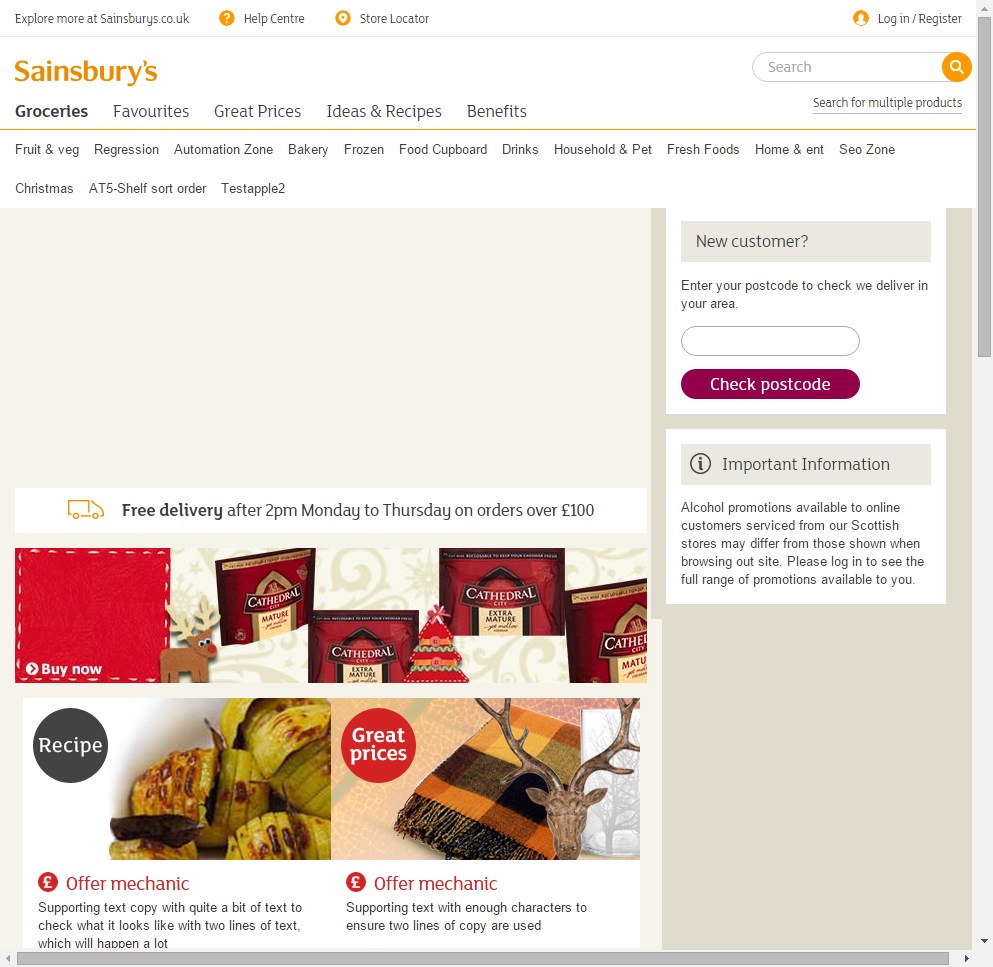 Explore more at Sainsburys.co.uk
Help Centre
Store Locator
Log in / Register
Sainsbury's
Search
Search for multiple products
Groceries
Favourites
Great Prices
Ideas & Recipes
Benefits
Fruit & veg
Regression
Automation Zone
Bakery
Frozen
Food Cupboard
Drinks
Household & Pet
Fresh Foods
Home & ent
Seo Zone
Christmas
AT5-Shelf sort order
Testapple2
New customer?
Enter your postcode to check we deliver in
your area.
Check postcode
Important Information
Alcohol promotions available to online
customers serviced from our Scottish
stores may differ from those shown when
browsing out site. Please log in to see the
full range of promotions available to you.
Free delivery after 2pm Monday to Thursday on orders over £100
Buy now
CATHEDRAL
CITY
MATURE
CATHEDRAL
CITY
EXTRA
MATURE
CATHEDRAL
CITY
EXTRA
MATURE
CATH
CITY
MATU
Recipe
Great
prices
£ Offer mechanic
Supporting text copy with quite a bit of text to
check what it looks like with two lines of text,
which will happen a lot
£ Offer mechanic
Supporting text with enough characters to
ensure two lines of copy are used